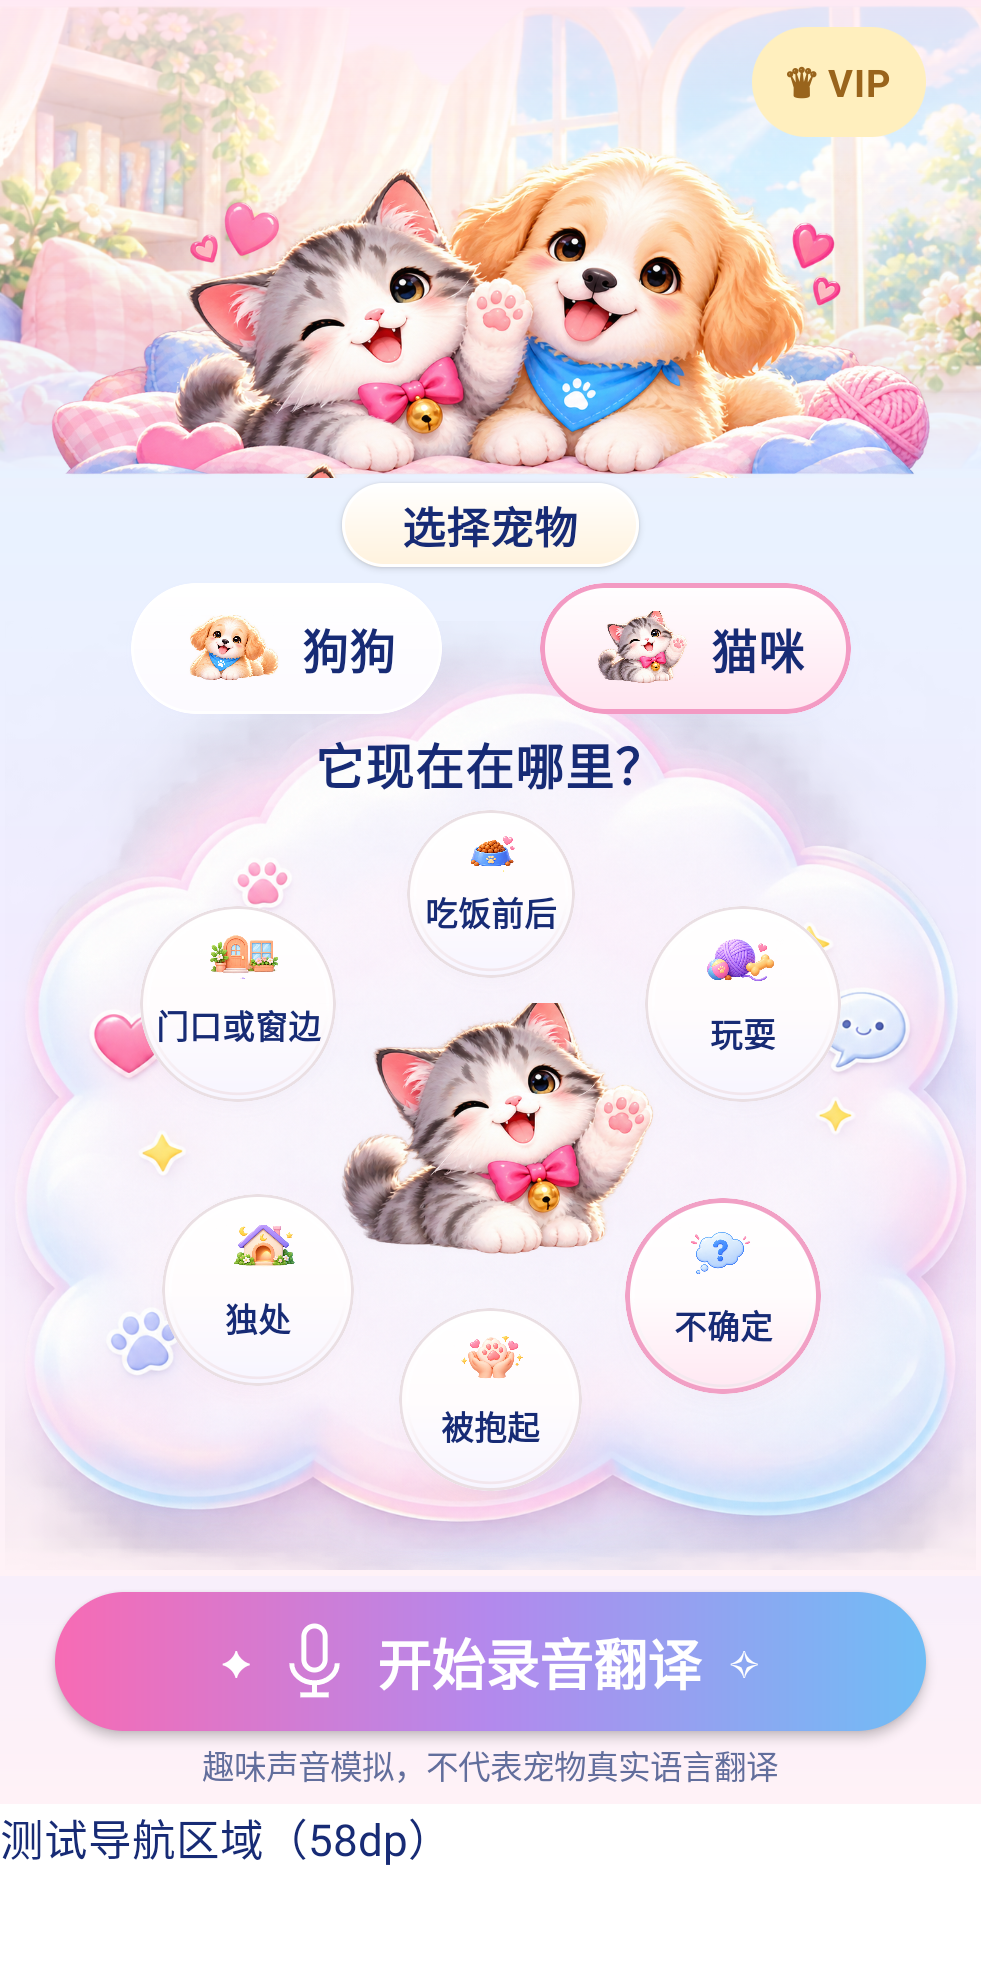 VIP
选择宠物
狗狗
猫咪
它现在在哪里？
吃饭前后
门口或窗边
玩耍
独处
不确定
被抱起
开始录音翻译
趣味声音模拟，不代表宠物真实语言翻译
测试导航区域（58dp）